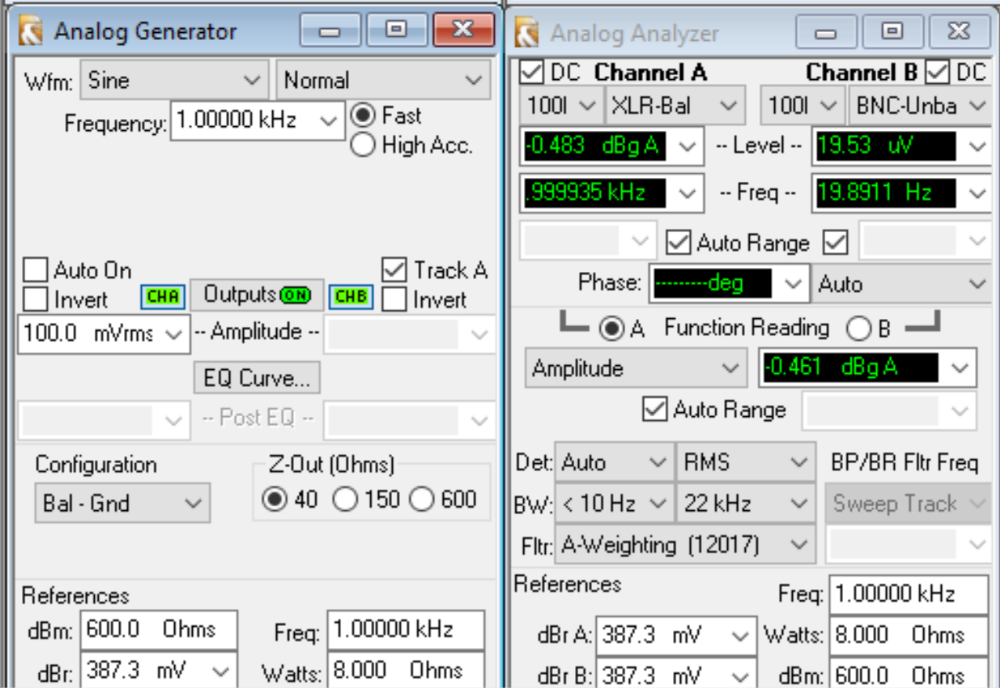 Analog Generator
Wfm: Sine Normal
Frequency: 1.00000 kHz Fast
High Acc.
Auto On Track A
Invert CHA Outputs ON CHB Invert
100.0 mVrms -- Amplitude --
EQ Curve...
-- Post EQ --
Configuration Z-Out (Ohms)
Bal - Gnd 40 150 600
References
dBm: 600.0 Ohms Freq: 1.00000 kHz
dBr: 387.3 mV Watts: 8.000 Ohms
Analog Analyzer
DC Channel A Channel B DC
100l XLR-Bal 100l BNC-Unba
-0.483 dBg A -- Level -- 19.53 uV
.999935 kHz -- Freq -- 19.8911 Hz
Auto Range
Phase: ---------deg Auto
A Function Reading B
Amplitude -0.461 dBg A
Auto Range
Det: Auto RMS BP/BR Fltr Freq
BW: < 10 Hz 22 kHz Sweep Track
Fltr: A-Weighting (12017)
References Freq: 1.00000 kHz
dBr A: 387.3 mV Watts: 8.000 Ohms
dBr B: 387.3 mV dBm: 600.0 Ohms